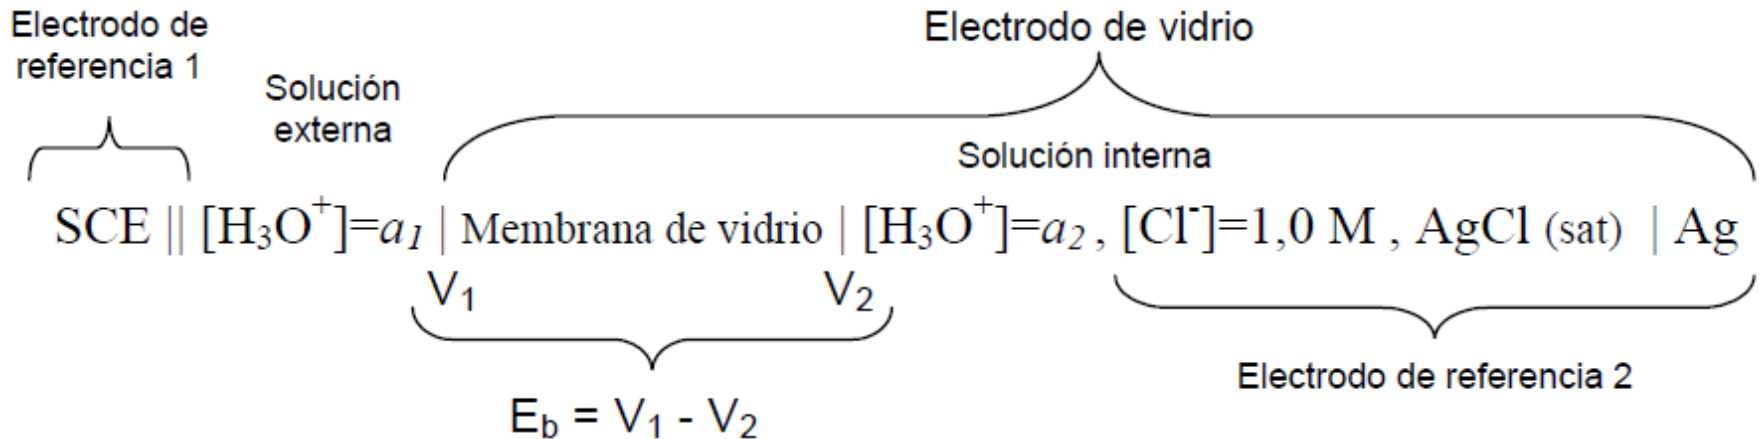 Electrodo de
referencia 1
Solución
externa
Electrodo de vidrio
Solución interna
SCE || [H₃O⁺]=a₁ | Membrana de vidrio | [H₃O⁺]=a₂ , [Cl⁻]=1,0 M , AgCl (sat) | Ag
V₁ V₂
E_b = V₁ - V₂
Electrodo de referencia 2